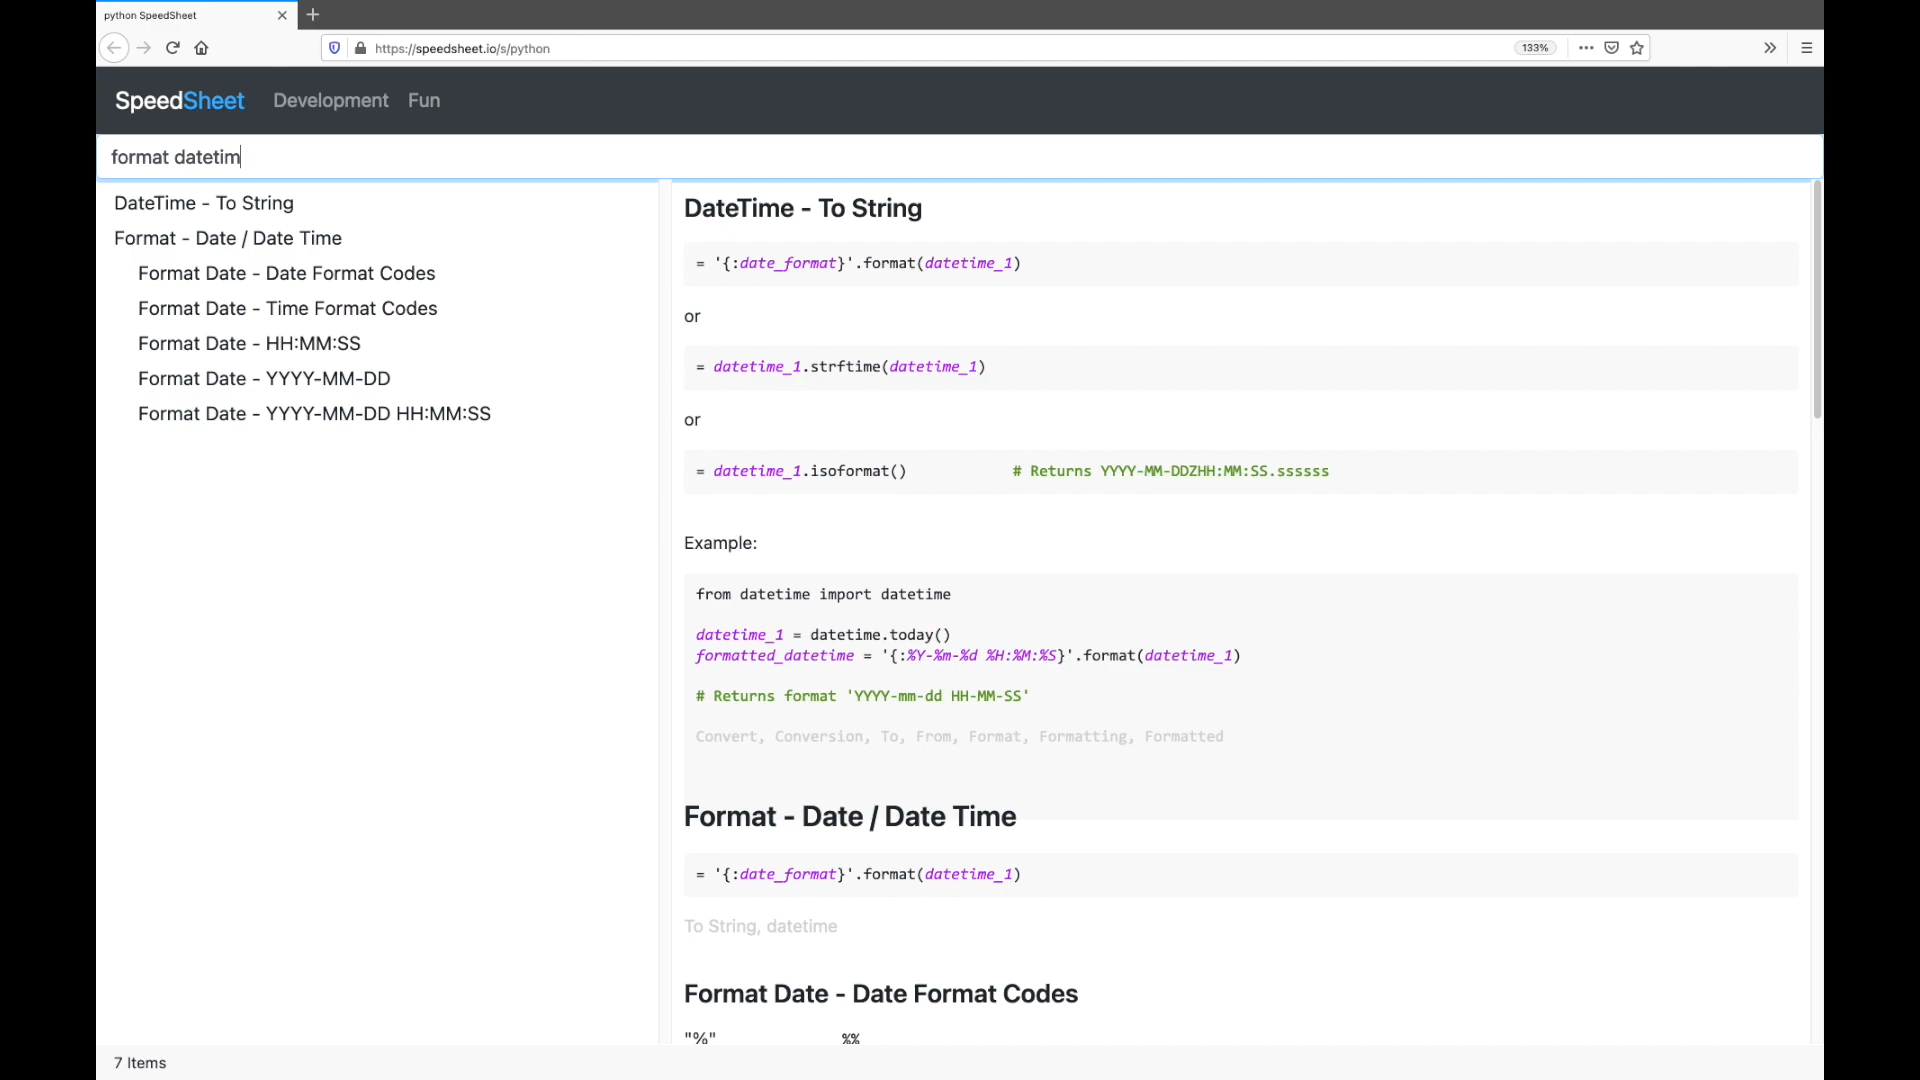 python SpeedSheet
https://speedsheet.io/s/python
133%
SpeedSheet Development Fun
format datetim
DateTime - To String
Format - Date / Date Time
Format Date - Date Format Codes
Format Date - Time Format Codes
Format Date - HH:MM:SS
Format Date - YYYY-MM-DD
Format Date - YYYY-MM-DD HH:MM:SS
DateTime - To String
= '{:date_format}'.format(datetime_1)
or
= datetime_1.strftime(datetime_1)
or
= datetime_1.isoformat() # Returns YYYY-MM-DDZHH:MM:SS.ssssss
Example:
from datetime import datetime
datetime_1 = datetime.today()
formatted_datetime = '{:%Y-%m-%d %H:%M:%S}'.format(datetime_1)
# Returns format 'YYYY-mm-dd HH-MM-SS'
Convert, Conversion, To, From, Format, Formatting, Formatted
Format - Date / Date Time
= '{:date_format}'.format(datetime_1)
To String, datetime
Format Date - Date Format Codes
"%" %%
7 Items